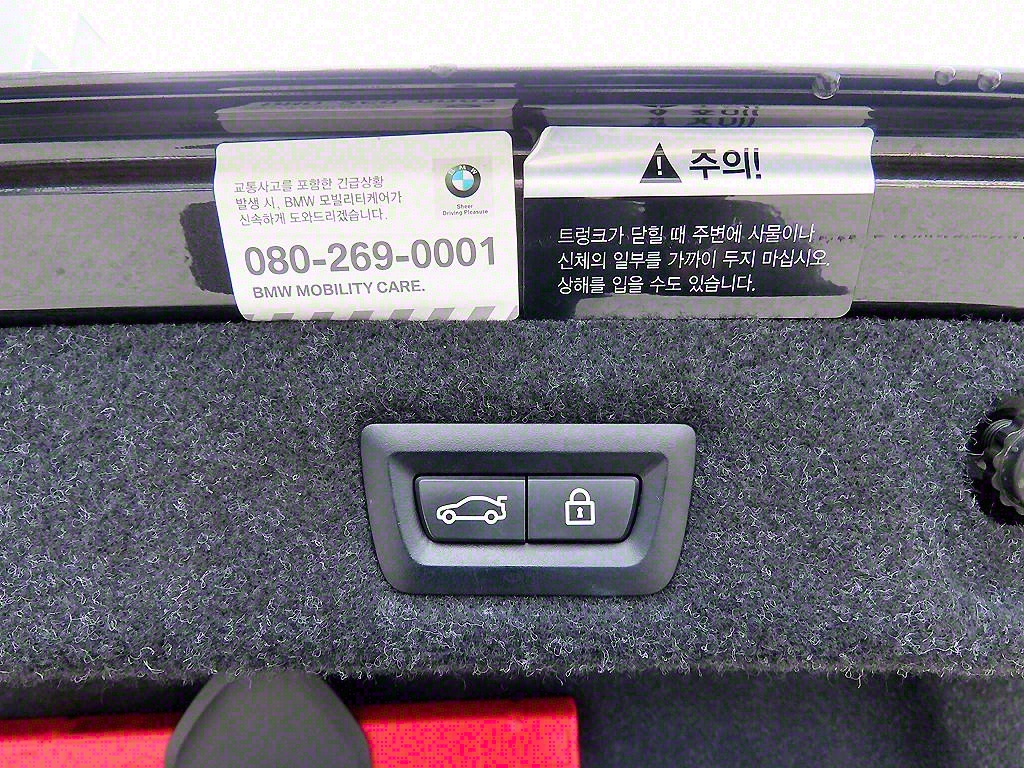 교통사고를 포함한 긴급상황
발생 시, BMW 모빌리티케어가
신속하게 도와드리겠습니다.
BMW
Sheer
Driving Pleasure
080-269-0001
BMW MOBILITY CARE.
주의!
트렁크가 닫힐 때 주변에 사물이나
신체의 일부를 가까이 두지 마십시오.
상해를 입을 수도 있습니다.